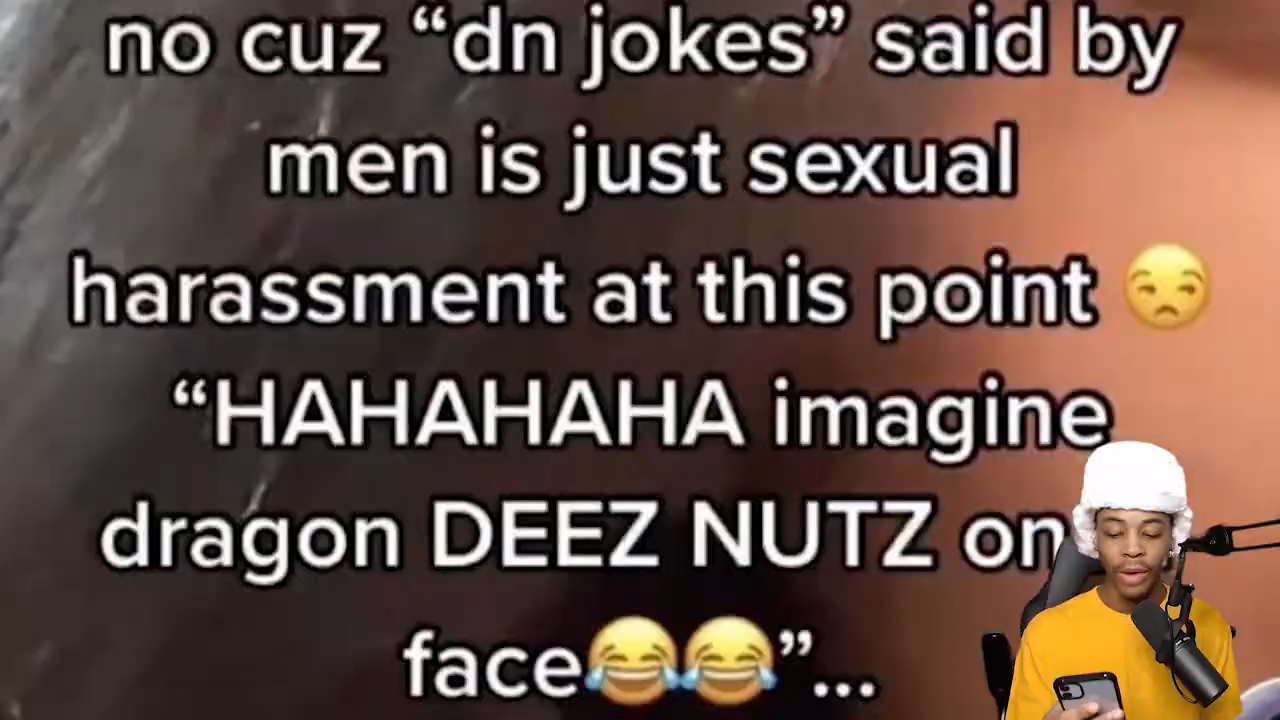 no cuz “dn jokes” said by
men is just sexual
harassment at this point 😒
“HAHAHAHA imagine
dragon DEEZ NUTZ on
face😂😂”...